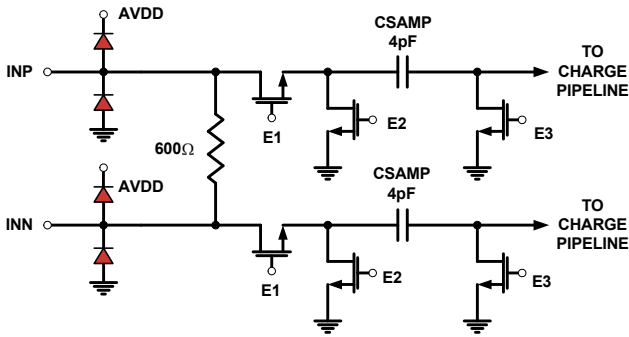 AVDD
CSAMP
4pF
TO
CHARGE
PIPELINE
INP
E1
E2
E3
600Ω
AVDD
CSAMP
4pF
TO
CHARGE
PIPELINE
INN
E1
E2
E3